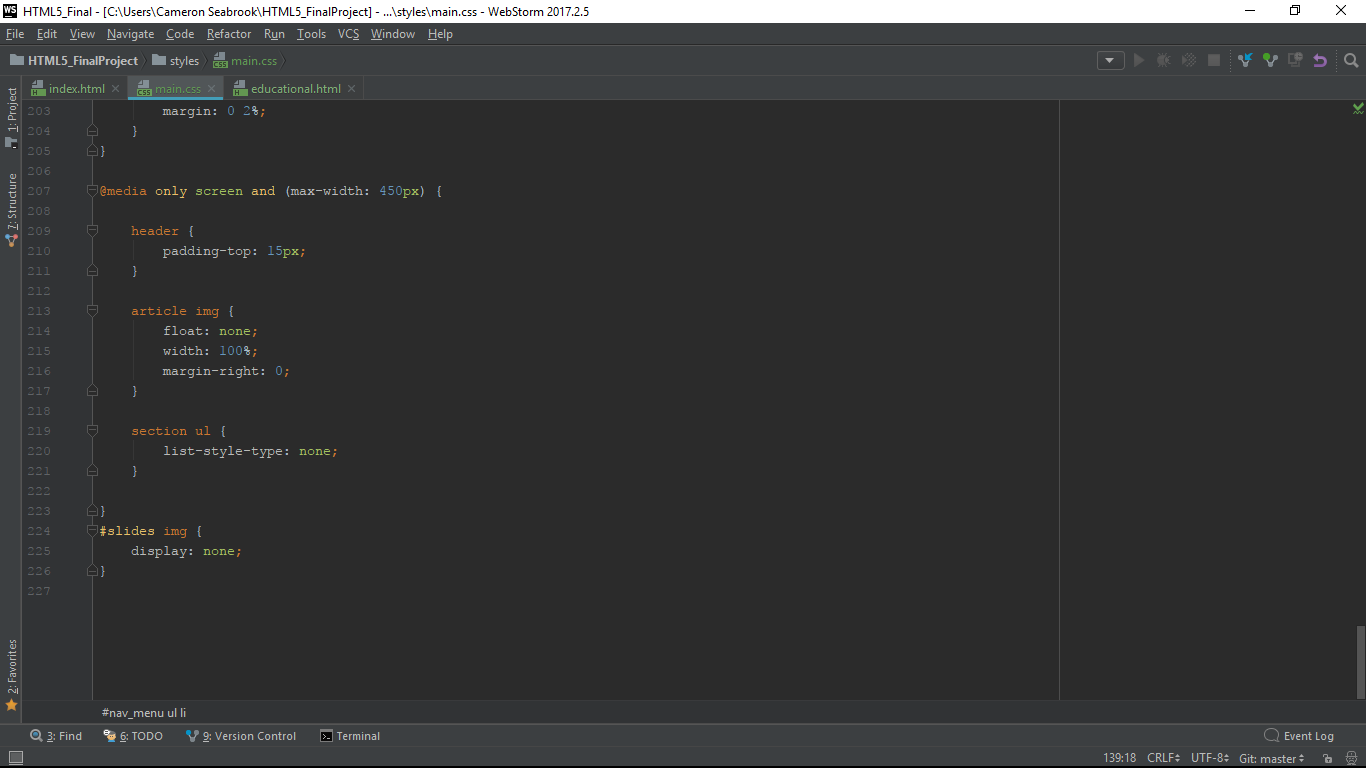 WS HTML5_Final - [C:\Users\Cameron Seabrook\HTML5_FinalProject] - ...\styles\main.css - WebStorm 2017.2.5
File Edit View Navigate Code Refactor Run Tools VCS Window Help
HTML5_FinalProject styles main.css
index.html main.css educational.html
1: Project
7: Structure
2: Favorites
203 margin: 0 2%;
204 }
205 }
206
207 @media only screen and (max-width: 450px) {
208
209 header {
210 padding-top: 15px;
211 }
212
213 article img {
214 float: none;
215 width: 100%;
216 margin-right: 0;
217 }
218
219 section ul {
220 list-style-type: none;
221 }
222
223 }
224 #slides img {
225 display: none;
226 }
227
#nav_menu ul li
3: Find 6: TODO 9: Version Control Terminal Event Log
139:18 CRLF UTF-8 Git: master